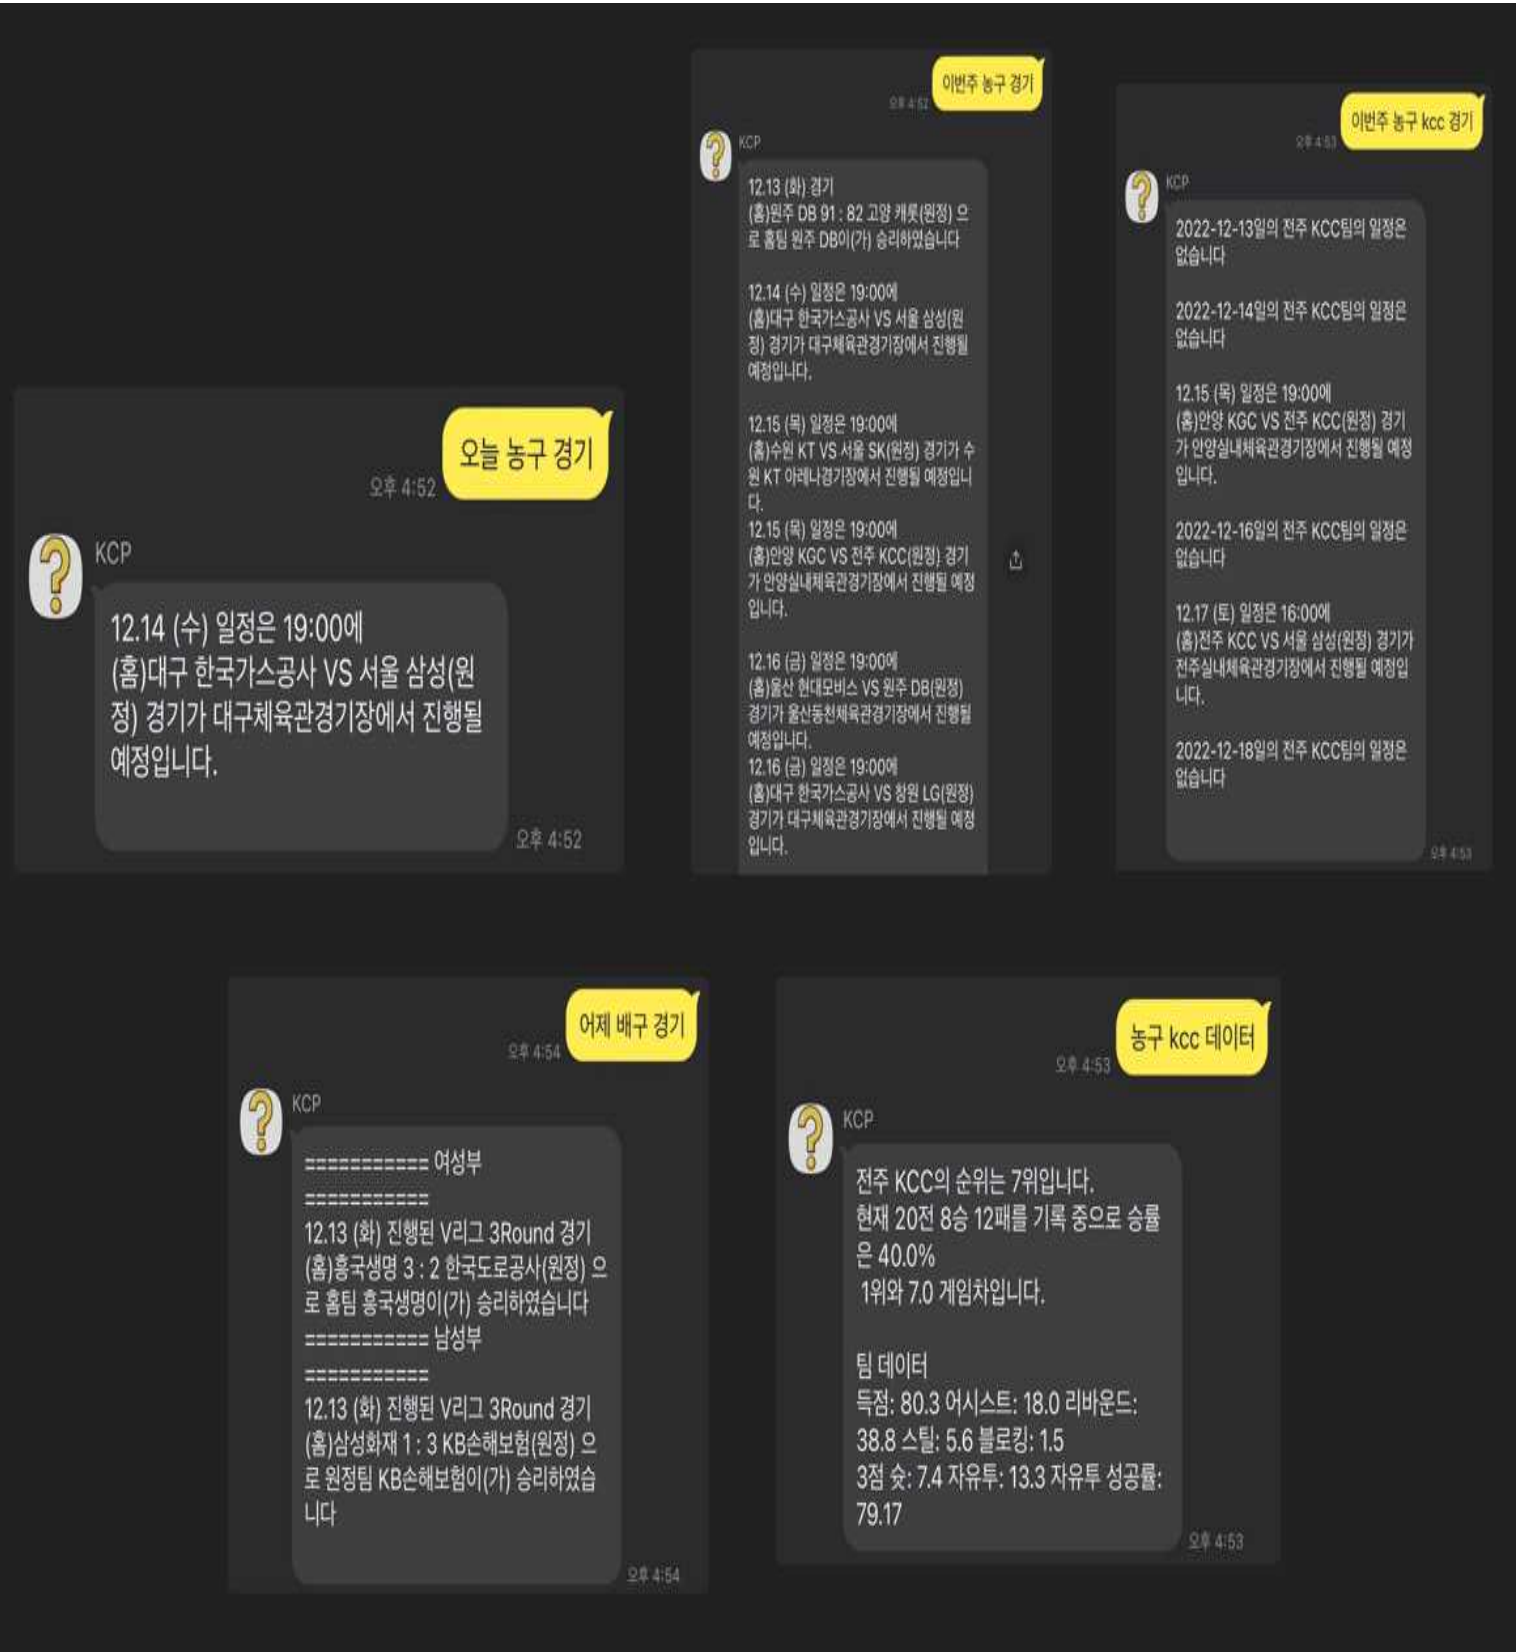 오늘 농구 경기
오후 4:52
KCP
12.14 (수) 일정은 19:00에
(홈)대구 한국가스공사 VS 서울 삼성(원
정) 경기가 대구체육관경기장에서 진행될
예정입니다.
오후 4:52
이번주 농구 경기
오후 4:52
KCP
12.13 (화) 경기
(홈)원주 DB 91 : 82 고양 캐롯(원정) 으
로 홈팀 원주 DB이(가) 승리하였습니다
12.14 (수) 일정은 19:00에
(홈)대구 한국가스공사 VS 서울 삼성(원
정) 경기가 대구체육관경기장에서 진행될
예정입니다.
12.15 (목) 일정은 19:00에
(홈)수원 KT VS 서울 SK(원정) 경기가 수
원 KT 아레나경기장에서 진행될 예정입니
다.
12.15 (목) 일정은 19:00에
(홈)안양 KGC VS 전주 KCC(원정) 경기
가 안양실내체육관경기장에서 진행될 예정
입니다.
12.16 (금) 일정은 19:00에
(홈)울산 현대모비스 VS 원주 DB(원정)
경기가 울산동천체육관경기장에서 진행될
예정입니다.
12.16 (금) 일정은 19:00에
(홈)대구 한국가스공사 VS 창원 LG(원정)
경기가 대구체육관경기장에서 진행될 예정
입니다.
이번주 농구 kcc 경기
오후 4:53
KCP
2022-12-13일의 전주 KCC팀의 일정은
없습니다
2022-12-14일의 전주 KCC팀의 일정은
없습니다
12.15 (목) 일정은 19:00에
(홈)안양 KGC VS 전주 KCC(원정) 경기
가 안양실내체육관경기장에서 진행될 예정
입니다.
2022-12-16일의 전주 KCC팀의 일정은
없습니다
12.17 (토) 일정은 16:00에
(홈)전주 KCC VS 서울 삼성(원정) 경기가
전주실내체육관경기장에서 진행될 예정입
니다.
2022-12-18일의 전주 KCC팀의 일정은
없습니다
오후 4:53
어제 배구 경기
오후 4:54
KCP
=========== 여성부
===========
12.13 (화) 진행된 V리그 3Round 경기
(홈)흥국생명 3 : 2 한국도로공사(원정) 으
로 홈팀 흥국생명이(가) 승리하였습니다
=========== 남성부
===========
12.13 (화) 진행된 V리그 3Round 경기
(홈)삼성화재 1 : 3 KB손해보험(원정) 으
로 원정팀 KB손해보험이(가) 승리하였습
니다
오후 4:54
농구 kcc 데이터
오후 4:53
KCP
전주 KCC의 순위는 7위입니다.
현재 20전 8승 12패를 기록 중으로 승률
은 40.0%
1위와 7.0 게임차입니다.
팀 데이터
득점: 80.3 어시스트: 18.0 리바운드:
38.8 스틸: 5.6 블로킹: 1.5
3점 슛: 7.4 자유투: 13.3 자유투 성공률:
79.17
오후 4:53